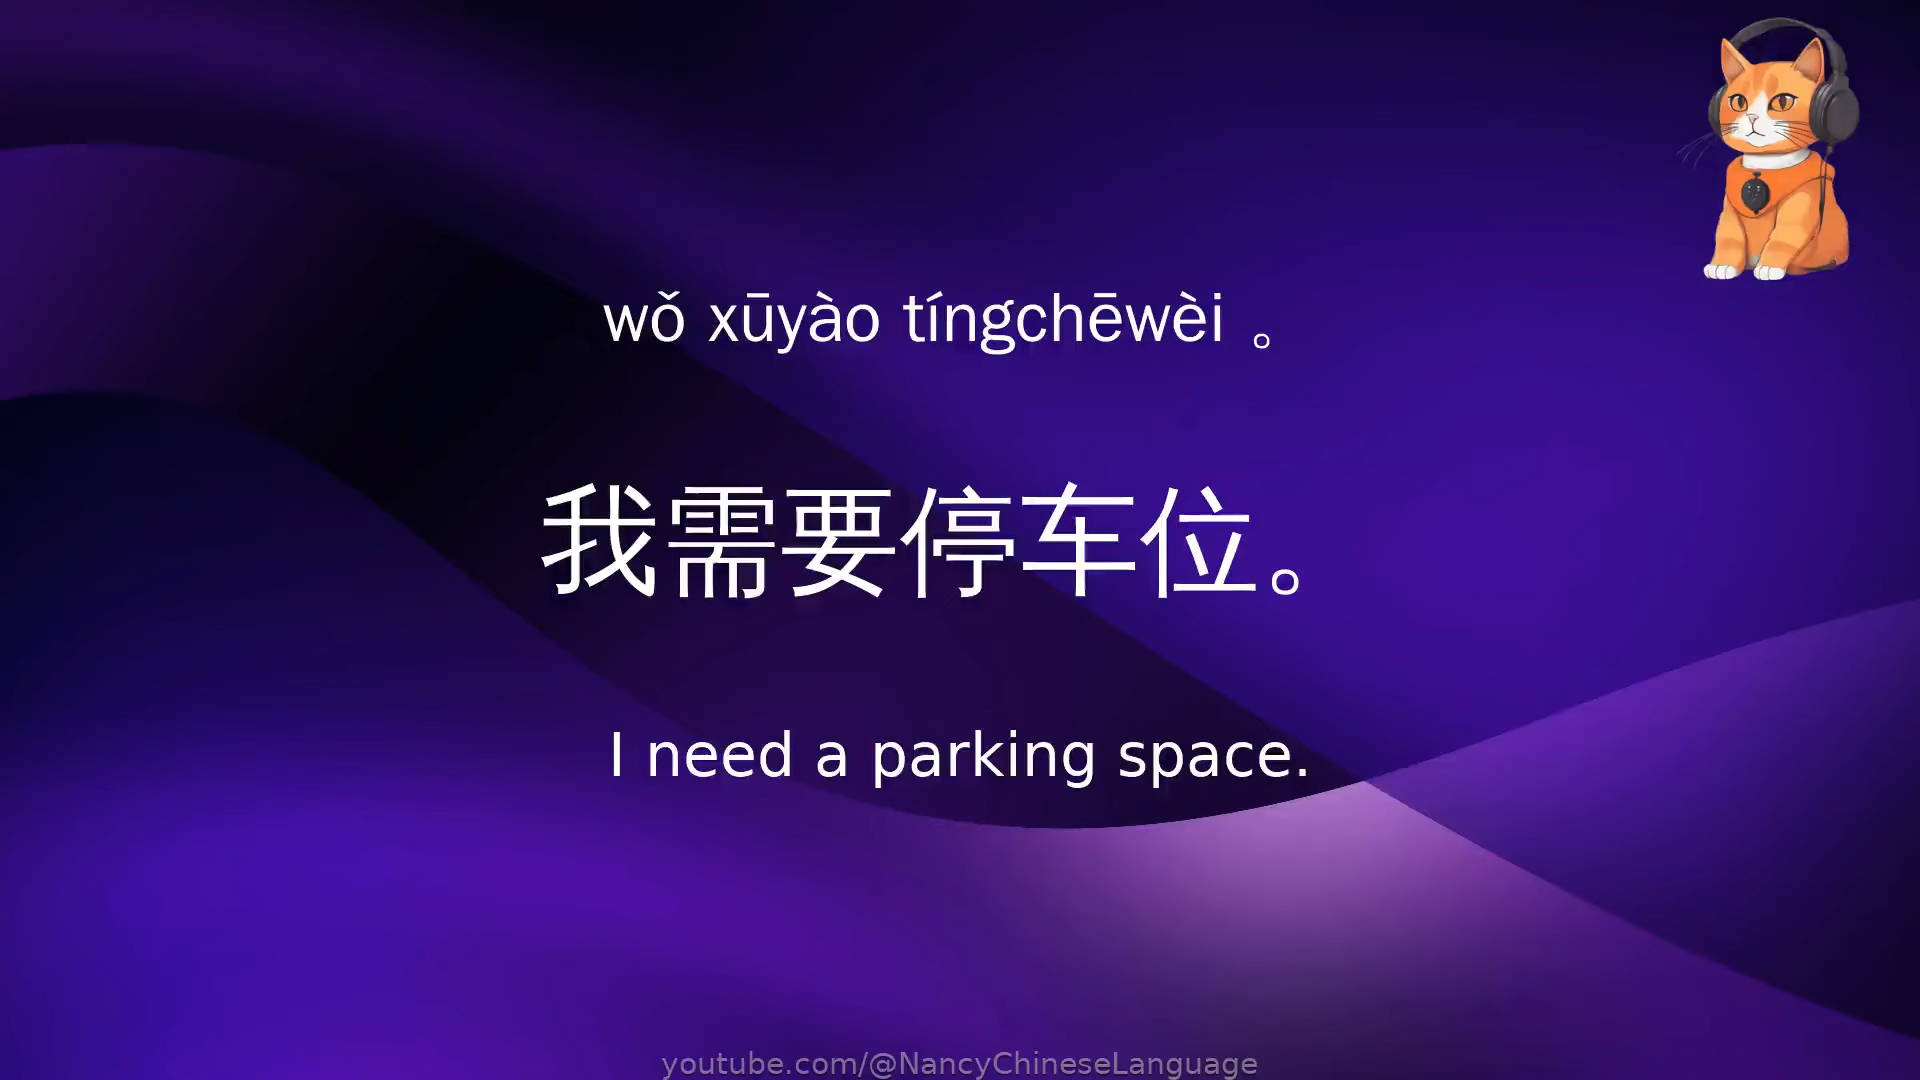 wǒ xūyào tíngchēwèi 。
我需要停车位。
I need a parking space.
youtube.com/@NancyChineseLanguage